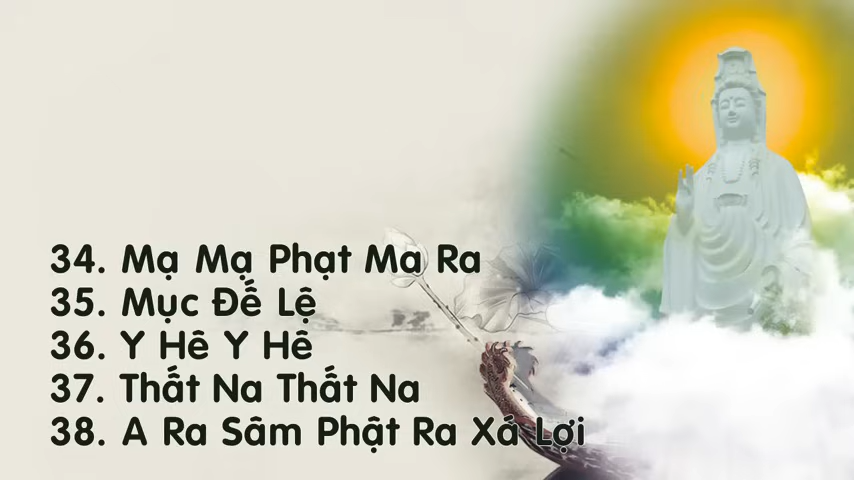 34. Mạ Mạ Phạt Ma Ra
35. Mục Đế Lệ
36. Y Hê Y Hê
37. Thất Na Thất Na
38. A Ra Sâm Phật Ra Xá Lợi